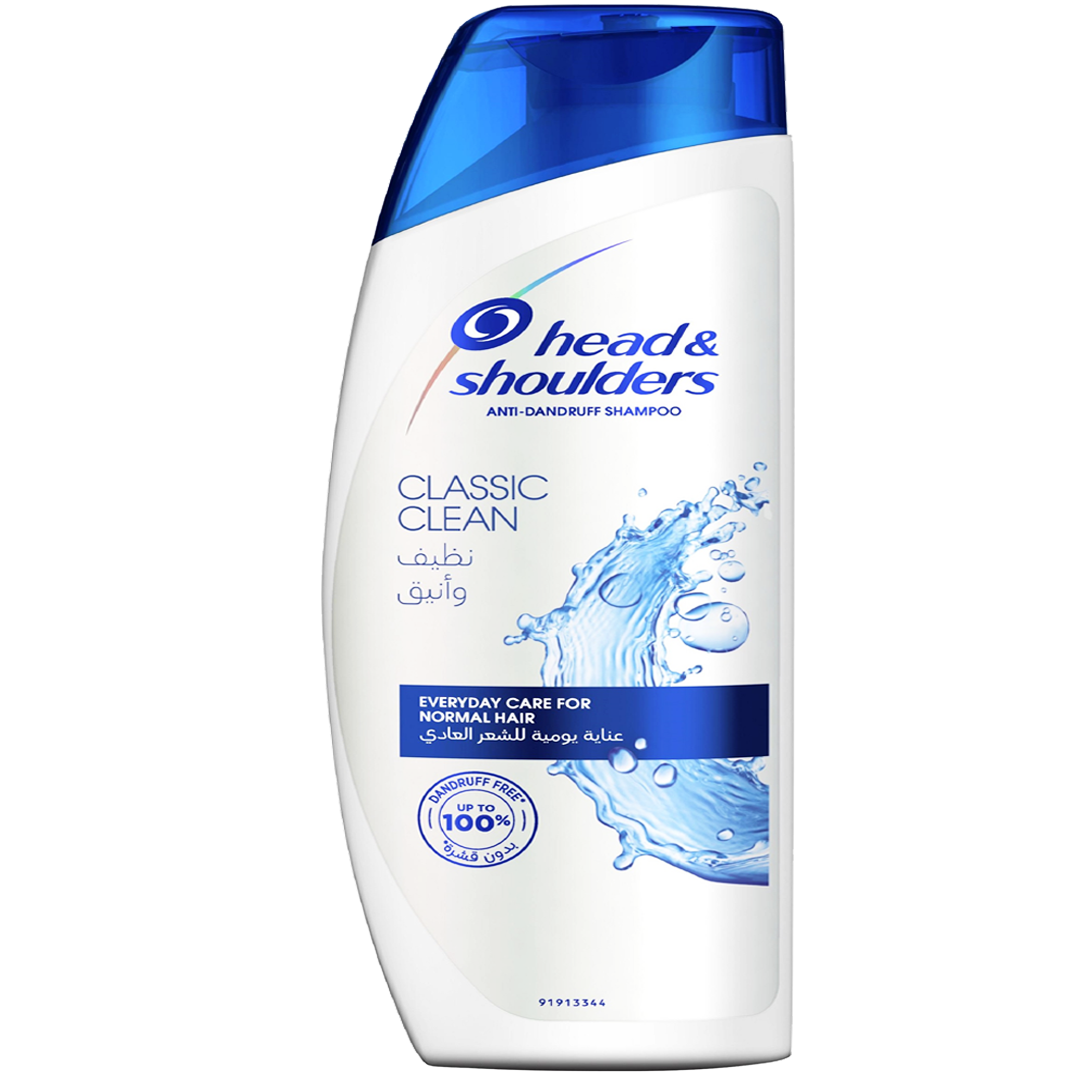 head &
shoulders
ANTI-DANDRUFF SHAMPOO
CLASSIC
CLEAN
نظيف
وأنيق
EVERYDAY CARE FOR
NORMAL HAIR
عناية يومية للشعر العادي
DANDRUFF FREE*
UP TO
100%
بدون قشرة*
91913344